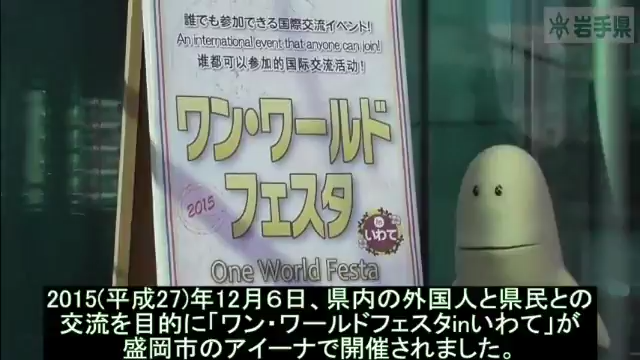 岩手県
誰でも参加できる国際交流イベント!
An international event that anyone can join!
谁都可以参加的国际交流活动!
ワン・ワールド
フェスタ
2015
in
いわて
One World Festa
2015(平成27)年12月6日、県内の外国人と県民との
交流を目的に「ワン・ワールドフェスタinいわて」が
盛岡市のアイーナで開催されました。